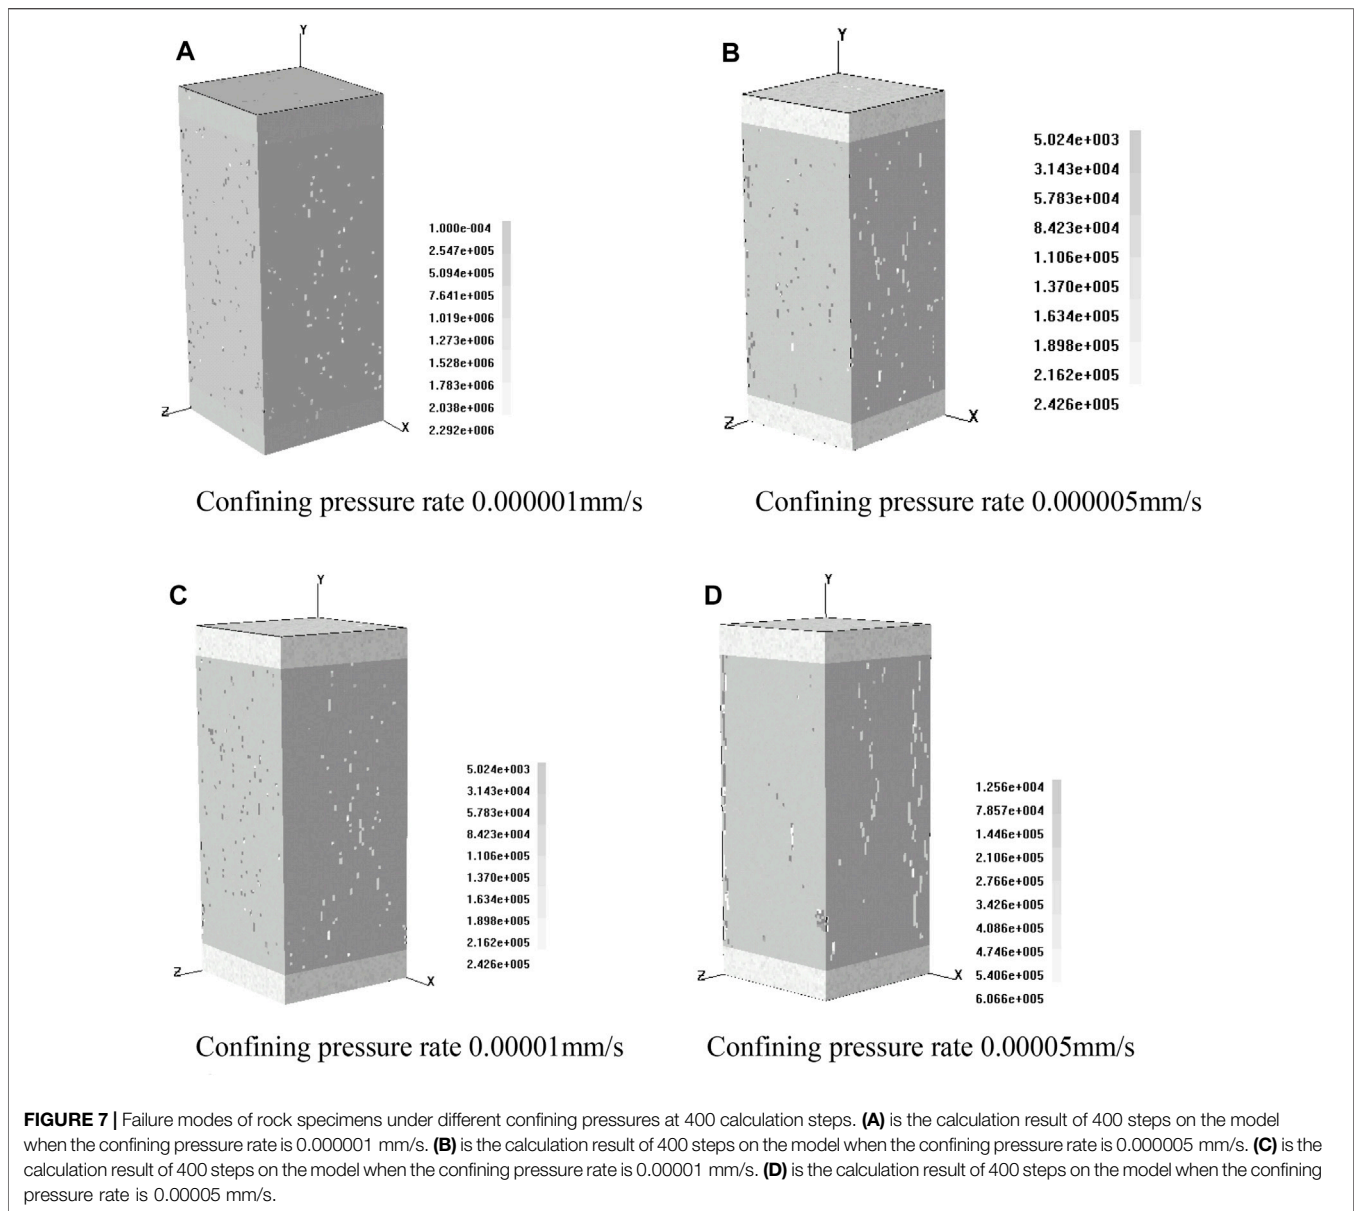 A
Y
Z
X
1.000e-004
2.547e+005
5.094e+005
7.641e+005
1.019e+006
1.273e+006
1.528e+006
1.783e+006
2.038e+006
2.292e+006
Confining pressure rate 0.000001mm/s
B
Y
Z
X
5.024e+003
3.143e+004
5.783e+004
8.423e+004
1.106e+005
1.370e+005
1.634e+005
1.898e+005
2.162e+005
2.426e+005
Confining pressure rate 0.000005mm/s
C
Y
Z
X
5.024e+003
3.143e+004
5.783e+004
8.423e+004
1.106e+005
1.370e+005
1.634e+005
1.898e+005
2.162e+005
2.426e+005
Confining pressure rate 0.00001mm/s
D
Y
Z
X
1.256e+004
7.857e+004
1.446e+005
2.106e+005
2.766e+005
3.426e+005
4.086e+005
4.746e+005
5.406e+005
6.066e+005
Confining pressure rate 0.00005mm/s
FIGURE 7 | Failure modes of rock specimens under different confining pressures at 400 calculation steps. (A) is the calculation result of 400 steps on the model
when the confining pressure rate is 0.000001 mm/s. (B) is the calculation result of 400 steps on the model when the confining pressure rate is 0.000005 mm/s. (C) is the
calculation result of 400 steps on the model when the confining pressure rate is 0.00001 mm/s. (D) is the calculation result of 400 steps on the model when the confining
pressure rate is 0.00005 mm/s.